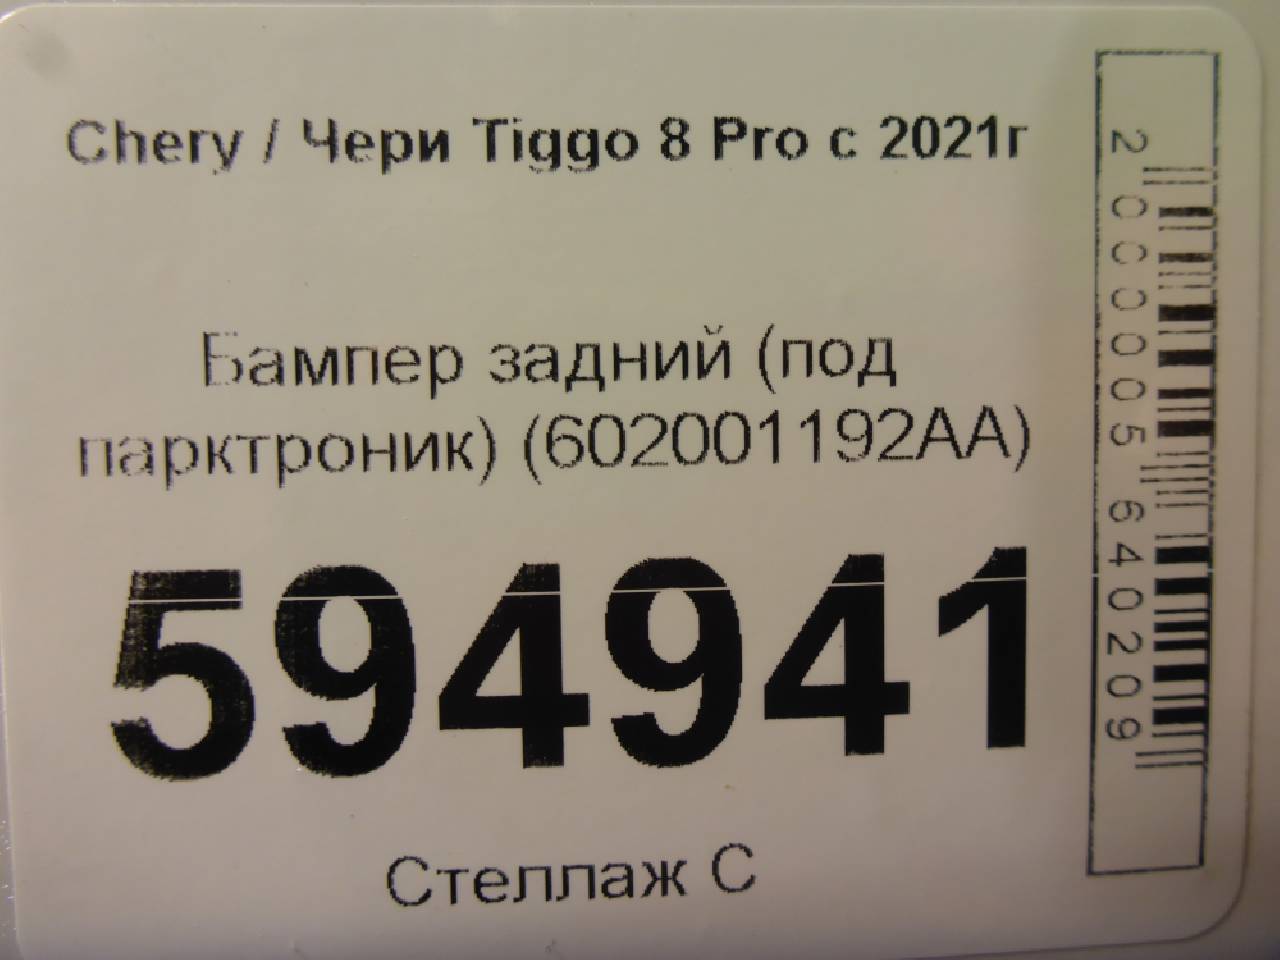 Chery / Чери Tiggo 8 Pro с 2021г
Бампер задний (под
парктроник) (602001192AA)
594941
Стеллаж С
2000005640209